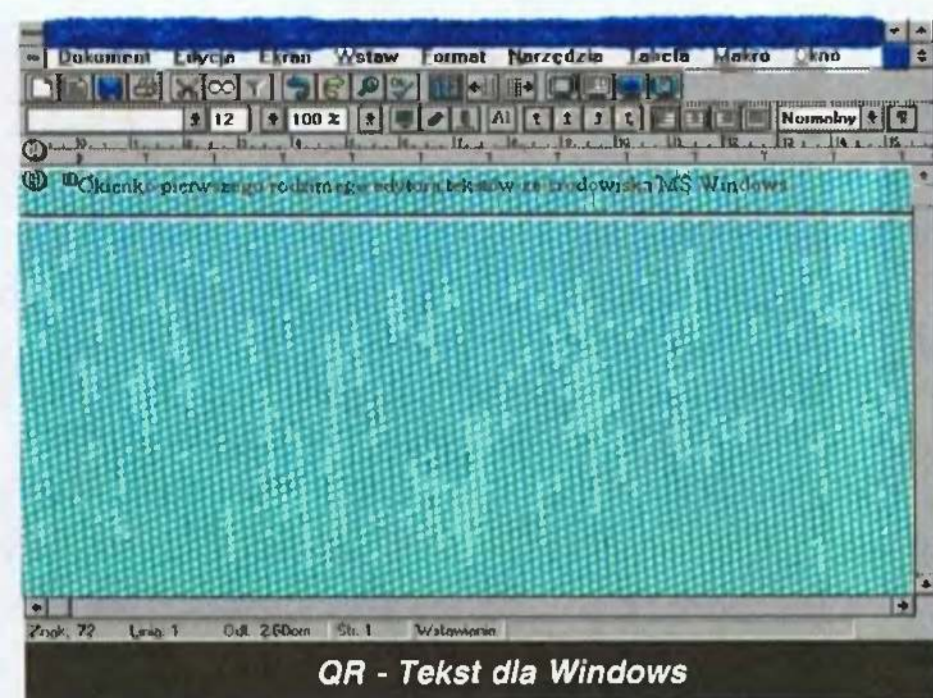 Dokument Edycja Ekran Wstaw Format Narzędzia Tabela Makro Okno
12 100 % A1 Normalny
Okienko pierwszego rodzimego edytora tekstów ze środowiska MS Windows
Znak. 72 Linia. 1 Odl. 2.60cm Str. 1 Wstawianie
QR - Tekst dla Windows